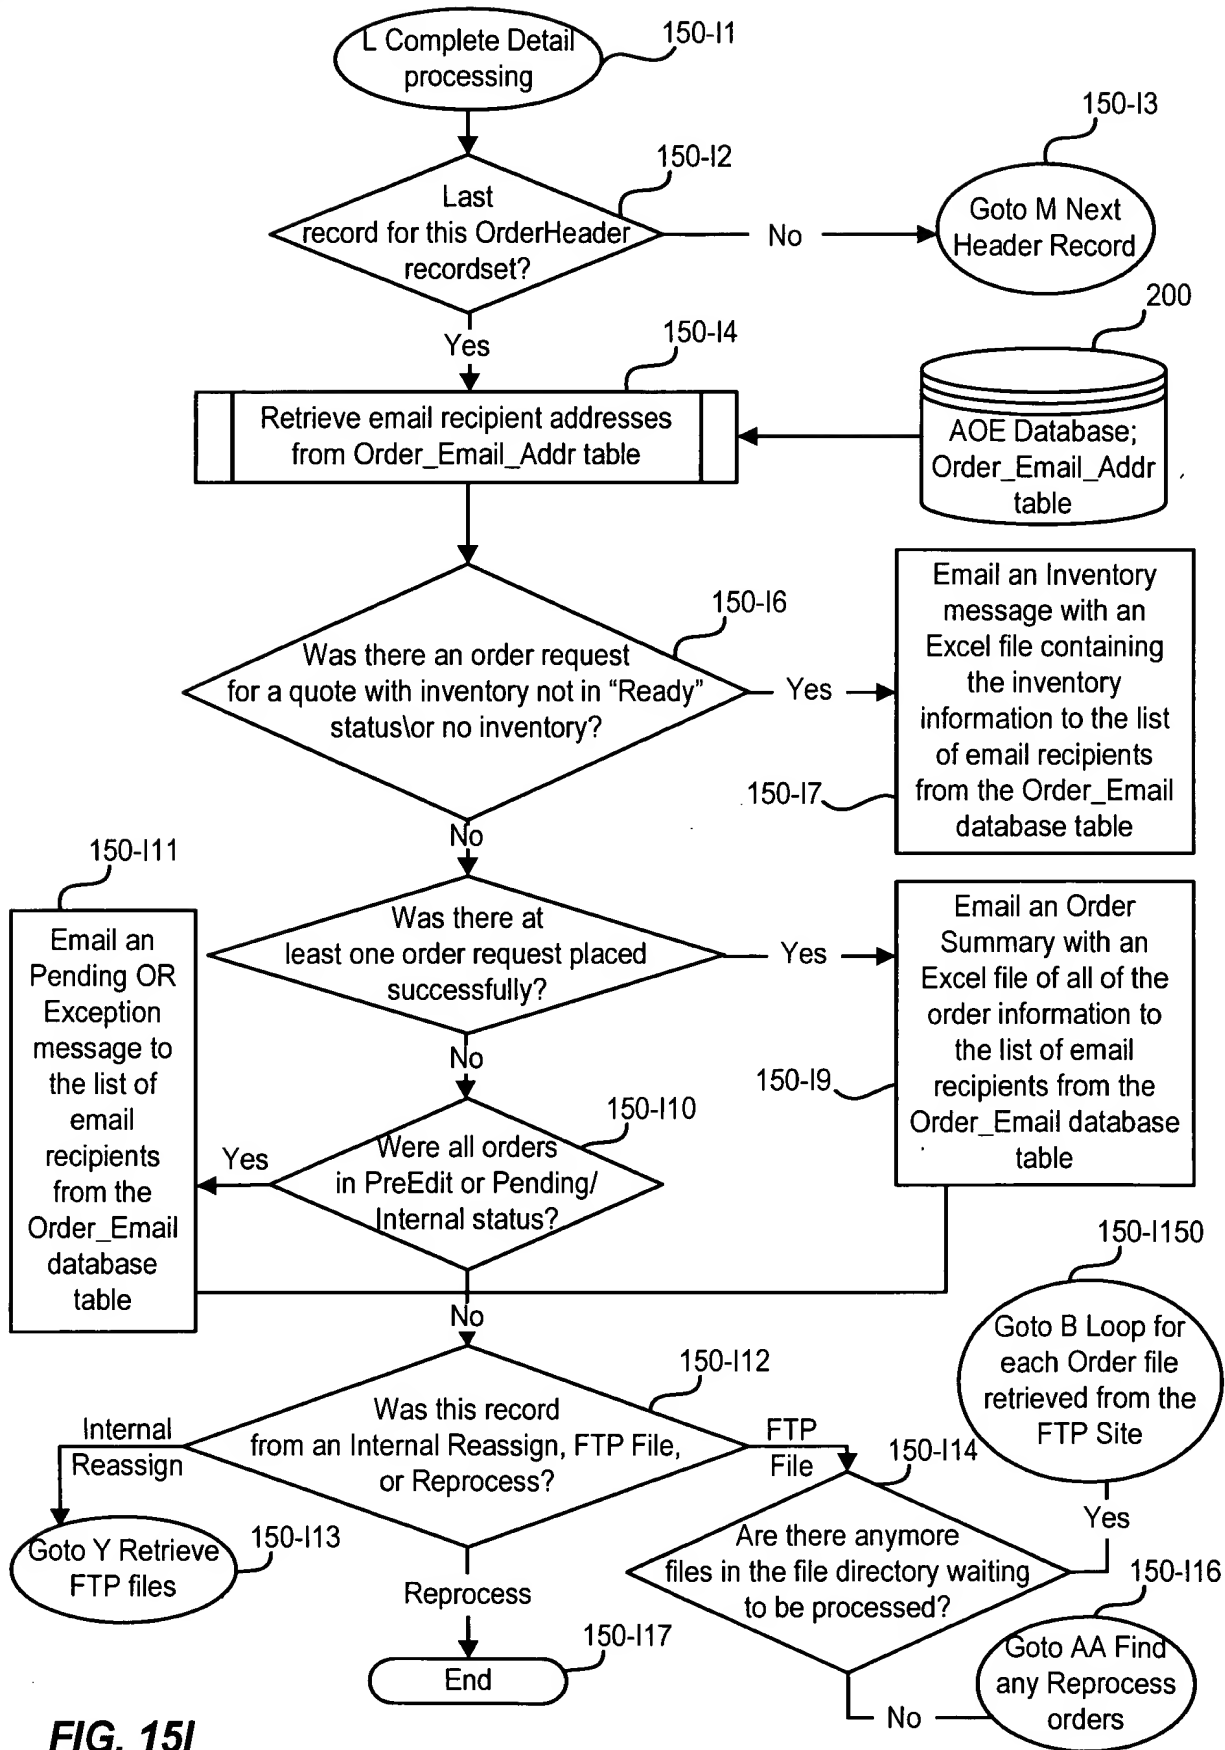 L Complete Detail
processing
150-I1
150-I2
Last
record for this OrderHeader
recordset?
No
150-I3
Goto M Next
Header Record
Yes
150-I4
Retrieve email recipient addresses
from Order_Email_Addr table
200
AOE Database;
Order_Email_Addr
table
150-I6
Was there an order request
for a quote with inventory not in “Ready”
status\or no inventory?
Yes
Email an Inventory
message with an
Excel file containing
the inventory
information to the list
of email recipients
from the Order_Email
database table
150-I7
No
Was there at
least one order request placed
successfully?
Yes
Email an Order
Summary with an
Excel file of all of the
order information to
the list of email
recipients from the
Order_Email database
table
150-I9
No
150-I10
Were all orders
in PreEdit or Pending/
Internal status?
Yes
150-I11
Email an
Pending OR
Exception
message to
the list of
email
recipients
from the
Order_Email
database
table
No
150-I12
Was this record
from an Internal Reassign, FTP File,
or Reprocess?
Internal
Reassign
Goto Y Retrieve
FTP files
150-I13
Reprocess
150-I17
End
FTP
File
150-I14
Are there anymore
files in the file directory waiting
to be processed?
Yes
150-I150
Goto B Loop for
each Order file
retrieved from the
FTP Site
No
150-I16
Goto AA Find
any Reprocess
orders
FIG. 15I